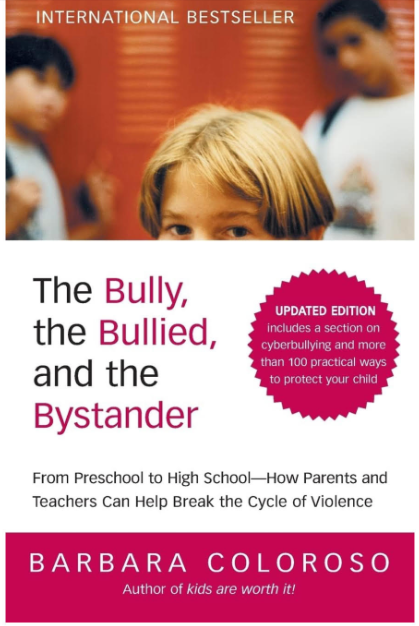 INTERNATIONAL BESTSELLER
The Bully,
the Bullied,
and the
Bystander
UPDATED EDITION
includes a section on
cyberbullying and more
than 100 practical ways
to protect your child
From Preschool to High School—How Parents and
Teachers Can Help Break the Cycle of Violence
BARBARA COLOROSO
Author of kids are worth it!